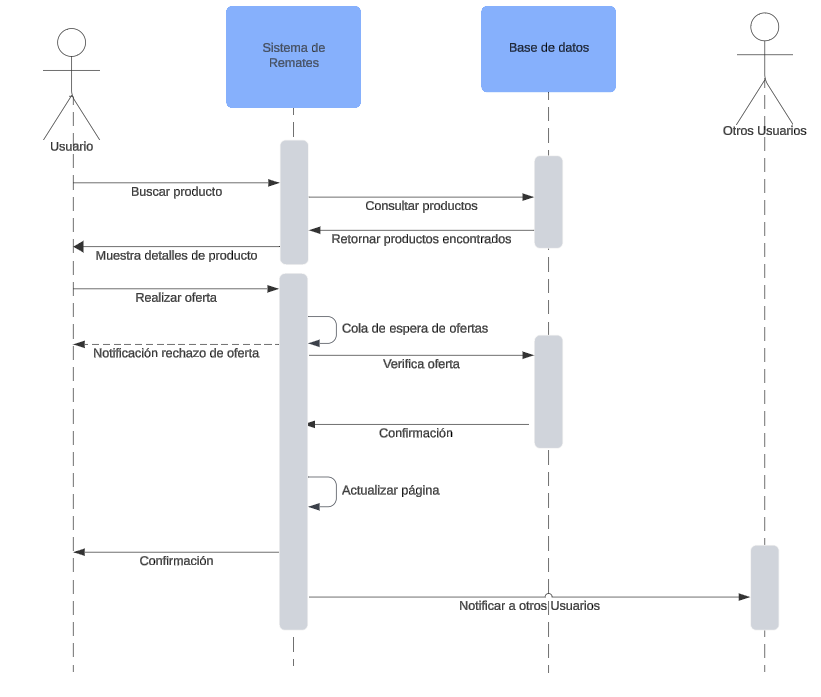 Sistema de
Remates
Base de datos
Usuario
Otros Usuarios
Buscar producto
Consultar productos
Retornar productos encontrados
Muestra detalles de producto
Realizar oferta
Cola de espera de ofertas
Notificación rechazo de oferta
Verifica oferta
Confirmación
Actualizar página
Confirmación
Notificar a otros Usuarios